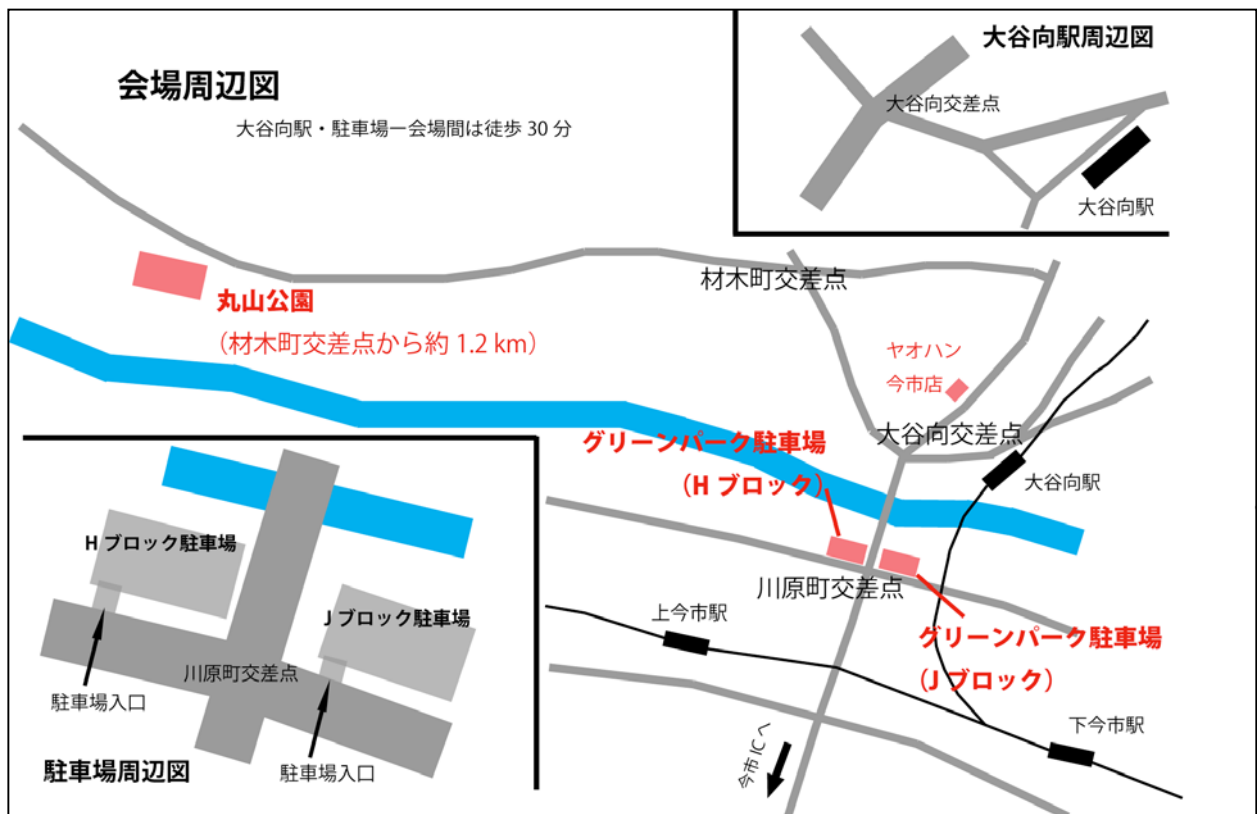 会場周辺図
大谷向駅・駐車場ー会場間は徒歩 30 分
大谷向駅周辺図
大谷向交差点
大谷向駅
丸山公園
（材木町交差点から約 1.2 km）
材木町交差点
ヤオハン
今市店
大谷向交差点
グリーンパーク駐車場
（H ブロック）
大谷向駅
川原町交差点
上今市駅
グリーンパーク駐車場
（J ブロック）
下今市駅
今市 IC へ
H ブロック駐車場
J ブロック駐車場
川原町交差点
駐車場入口
駐車場入口
駐車場周辺図